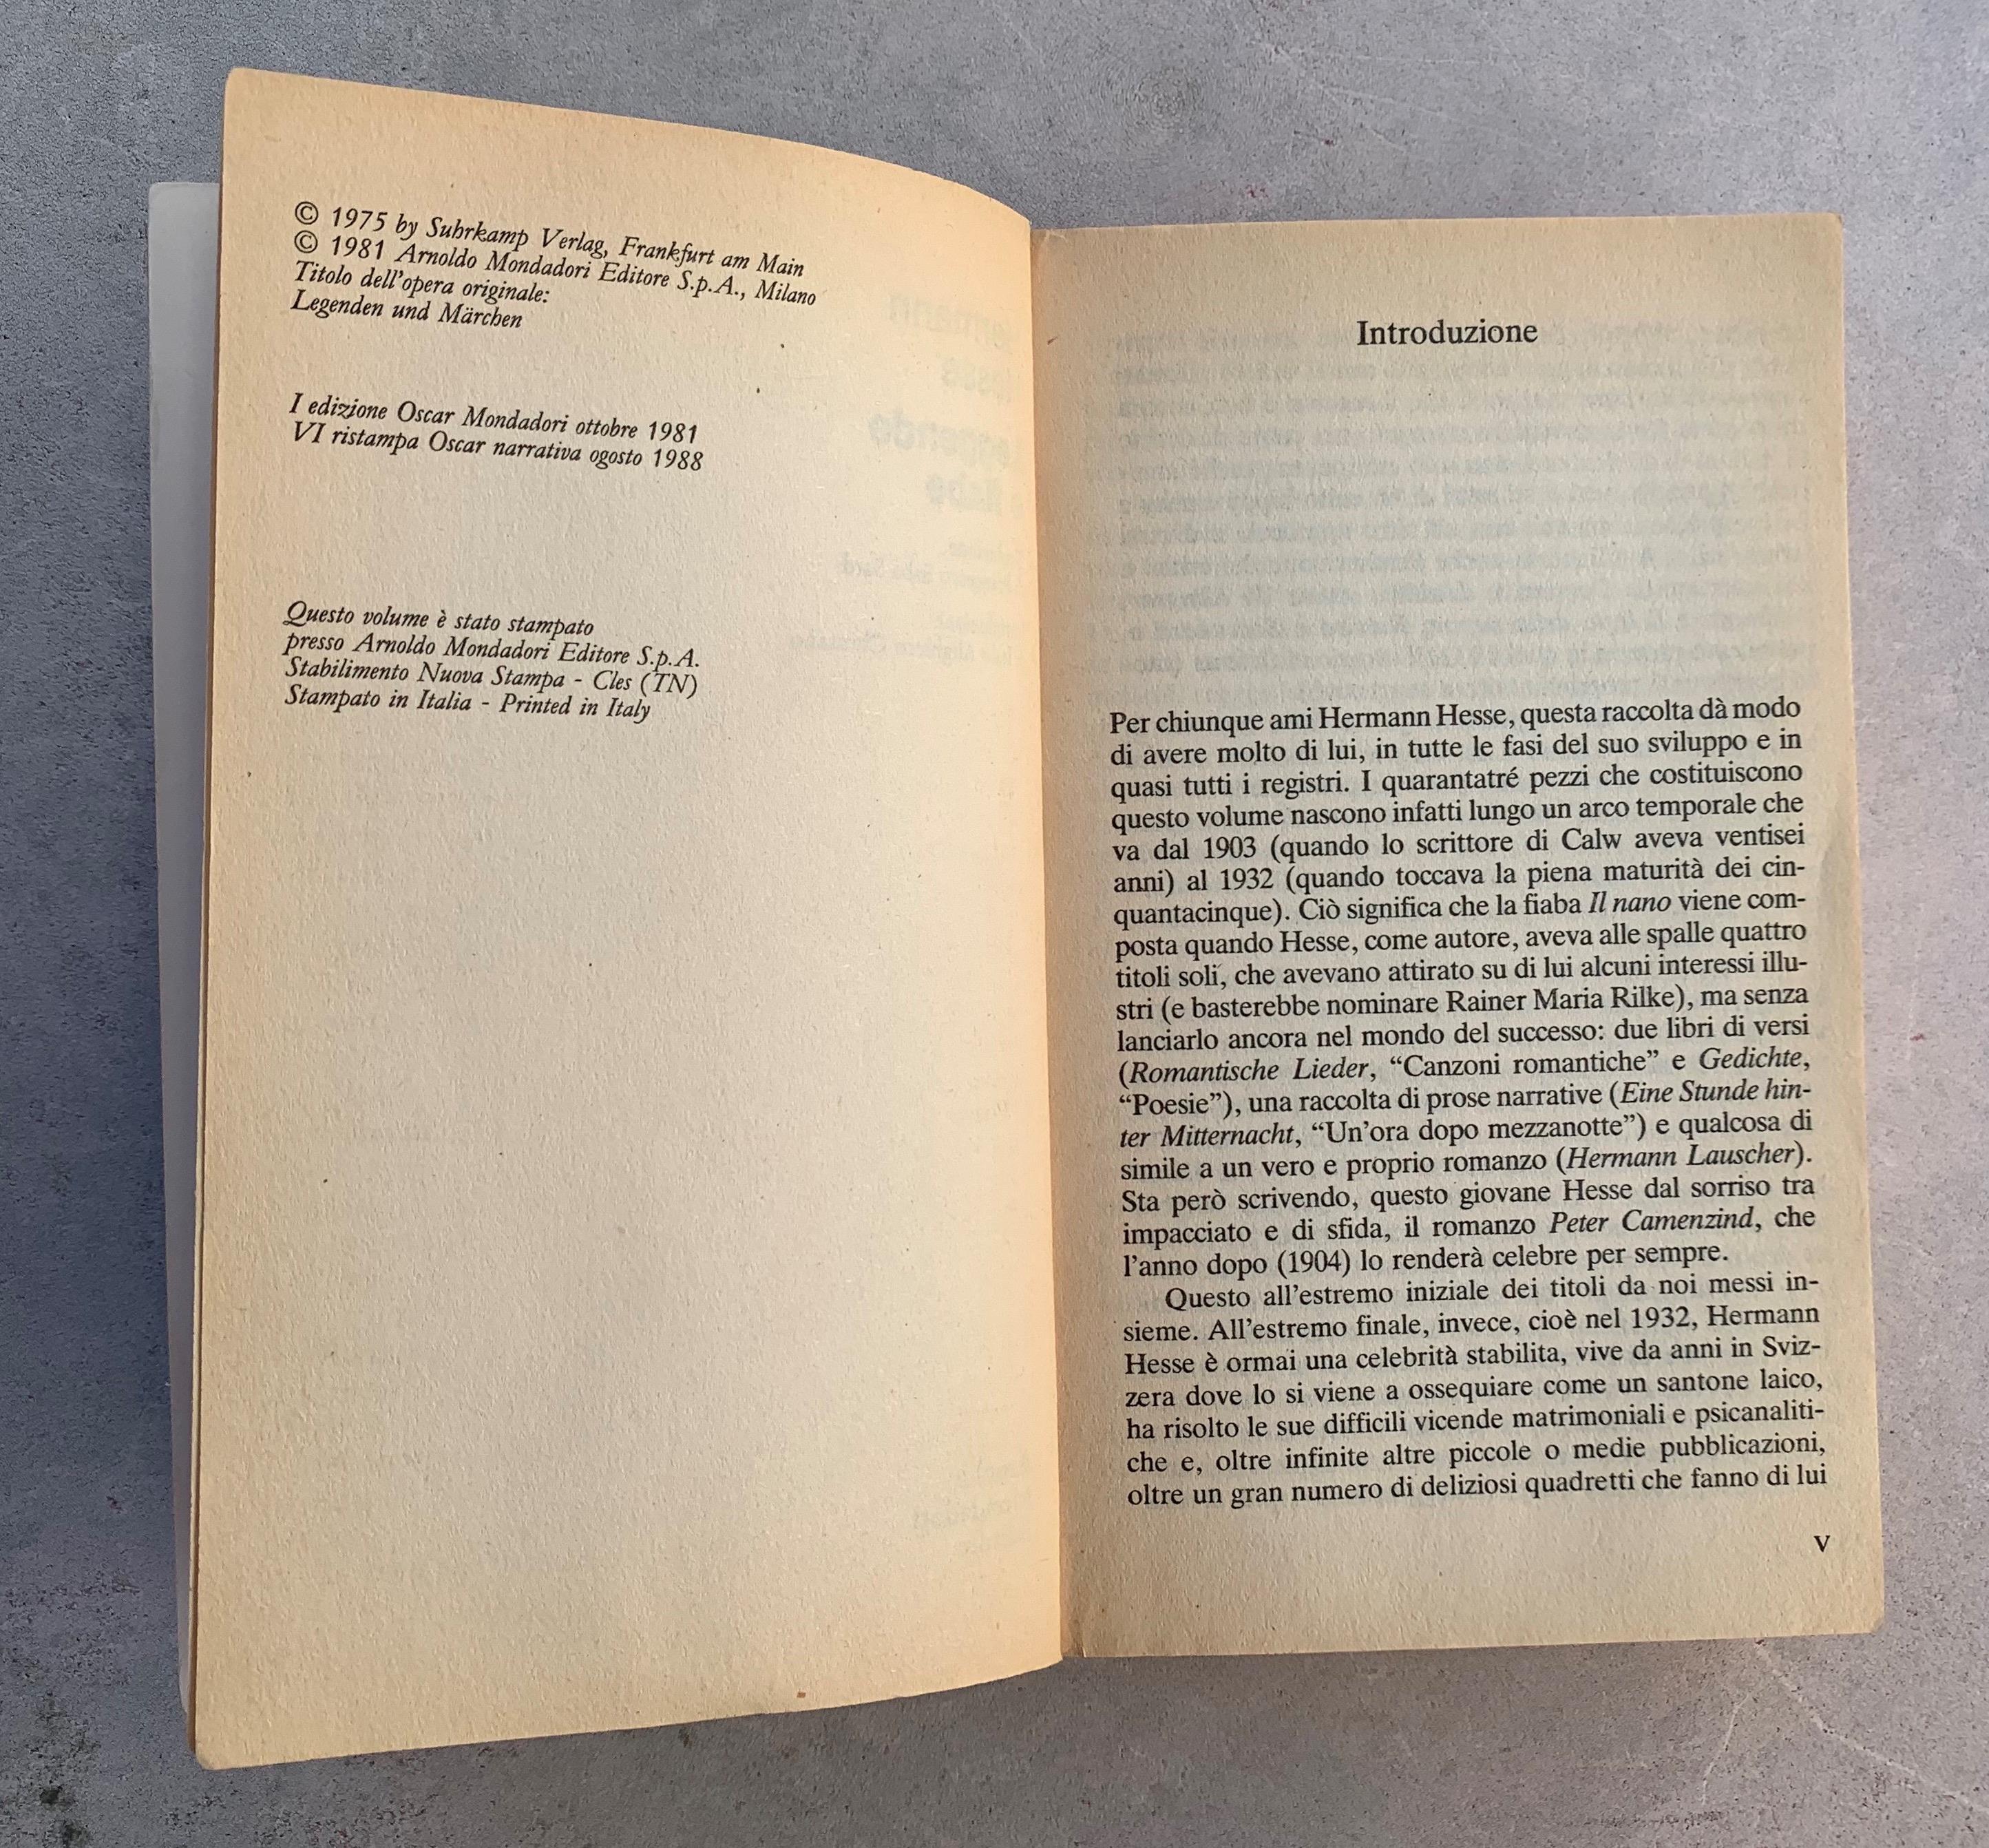 © 1975 by Suhrkamp Verlag, Frankfurt am Main
© 1981 Arnoldo Mondadori Editore S.p.A., Milano
Titolo dell'opera originale:
Legenden und Märchen
I edizione Oscar Mondadori ottobre 1981
VI ristampa Oscar narrativa agosto 1988
Questo volume è stato stampato
presso Arnoldo Mondadori Editore S.p.A.
Stabilimento Nuova Stampa - Cles (TN)
Stampato in Italia - Printed in Italy
Introduzione
Per chiunque ami Hermann Hesse, questa raccolta dà modo
di avere molto di lui, in tutte le fasi del suo sviluppo e in
quasi tutti i registri. I quarantatré pezzi che costituiscono
questo volume nascono infatti lungo un arco temporale che
va dal 1903 (quando lo scrittore di Calw aveva ventisei
anni) al 1932 (quando toccava la piena maturità dei cin-
quantacinque). Ciò significa che la fiaba Il nano viene com-
posta quando Hesse, come autore, aveva alle spalle quattro
titoli soli, che avevano attirato su di lui alcuni interessi illu-
stri (e basterebbe nominare Rainer Maria Rilke), ma senza
lanciarlo ancora nel mondo del successo: due libri di versi
(Romantische Lieder, “Canzoni romantiche” e Gedichte,
“Poesie”), una raccolta di prose narrative (Eine Stunde hin-
ter Mitternacht, “Un'ora dopo mezzanotte”) e qualcosa di
simile a un vero e proprio romanzo (Hermann Lauscher).
Sta però scrivendo, questo giovane Hesse dal sorriso tra
impacciato e di sfida, il romanzo Peter Camenzind, che
l'anno dopo (1904) lo renderà celebre per sempre.
Questo all'estremo iniziale dei titoli da noi messi in-
sieme. All'estremo finale, invece, cioè nel 1932, Hermann
Hesse è ormai una celebrità stabilita, vive da anni in Sviz-
zera dove lo si viene a ossequiare come un santone laico,
ha risolto le sue difficili vicende matrimoniali e psicanaliti-
che e, oltre infinite altre piccole o medie pubblicazioni,
oltre un gran numero di deliziosi quadretti che fanno di lui
V